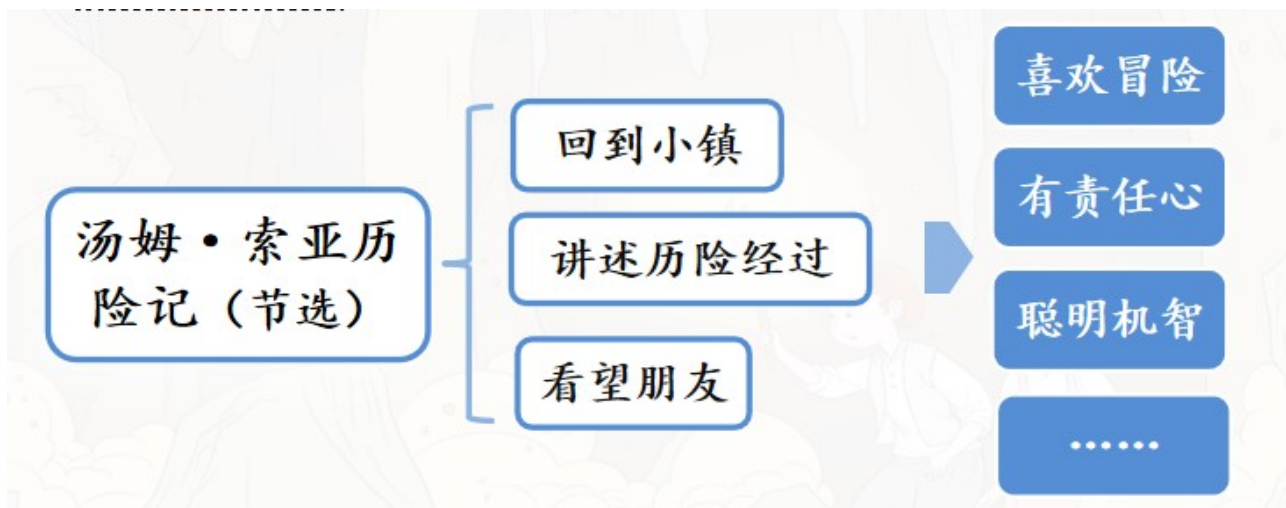 汤姆·索亚历
险记（节选）
回到小镇
讲述历险经过
看望朋友
喜欢冒险
有责任心
聪明机智
……